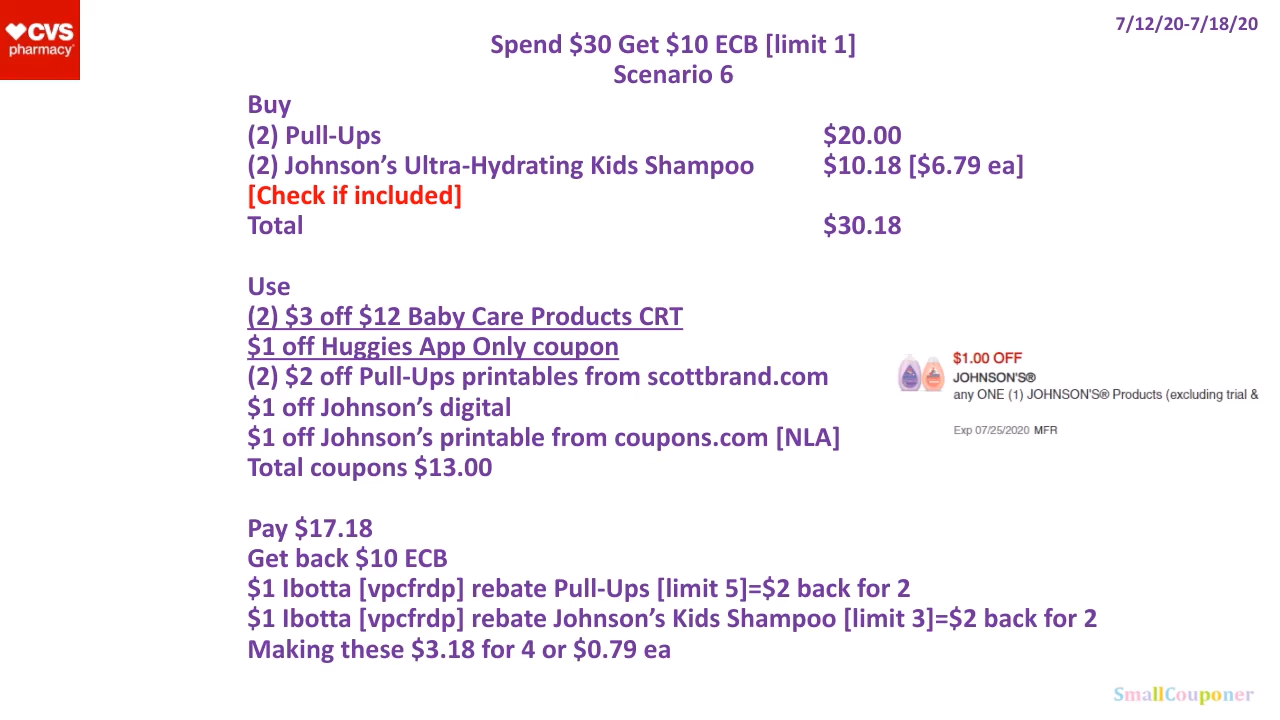 CVS
pharmacy
7/12/20-7/18/20
Spend $30 Get $10 ECB [limit 1]
Scenario 6
Buy
(2) Pull-Ups $20.00
(2) Johnson’s Ultra-Hydrating Kids Shampoo $10.18 [$6.79 ea]
[Check if included]
Total $30.18
Use
(2) $3 off $12 Baby Care Products CRT
$1 off Huggies App Only coupon
(2) $2 off Pull-Ups printables from scottbrand.com
$1 off Johnson’s digital
$1 off Johnson’s printable from coupons.com [NLA]
Total coupons $13.00
$1.00 OFF
JOHNSON'S®
any ONE (1) JOHNSON'S® Products (excluding trial &
Exp 07/25/2020 MFR
Pay $17.18
Get back $10 ECB
$1 Ibotta [vpcfrdp] rebate Pull-Ups [limit 5]=$2 back for 2
$1 Ibotta [vpcfrdp] rebate Johnson’s Kids Shampoo [limit 3]=$2 back for 2
Making these $3.18 for 4 or $0.79 ea
SmallCouponer